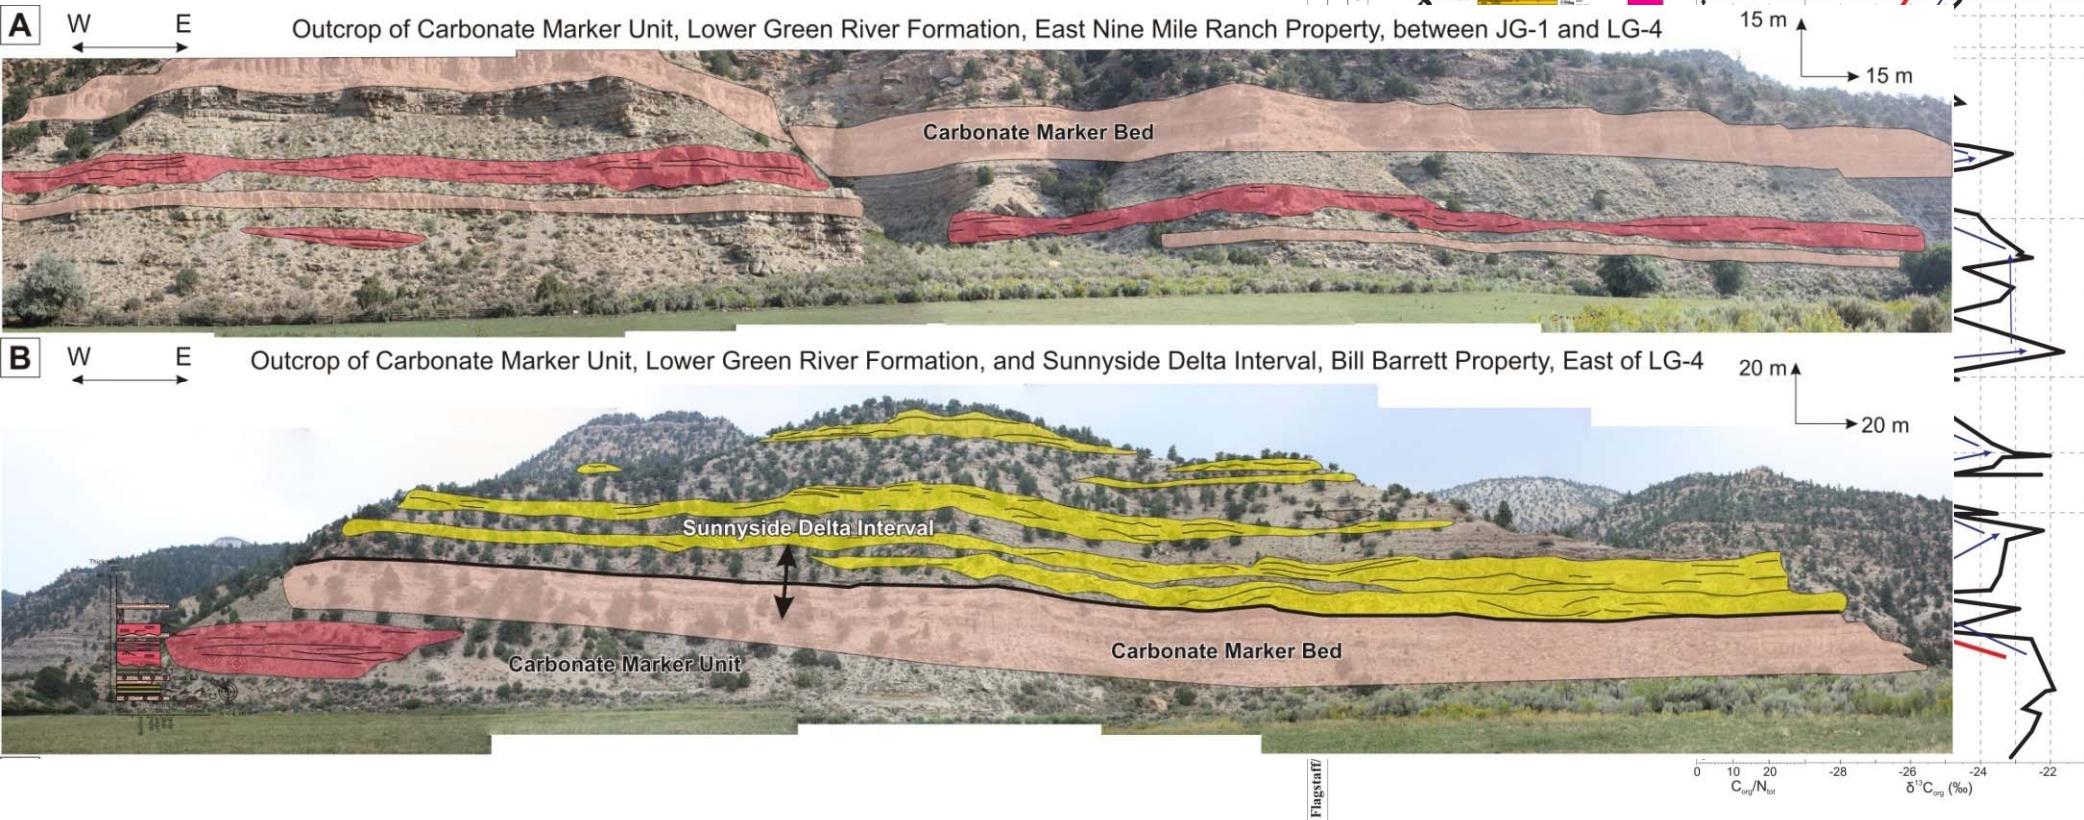 A
W E
Outcrop of Carbonate Marker Unit, Lower Green River Formation, East Nine Mile Ranch Property, between JG-1 and LG-4
15 m
15 m
Carbonate Marker Bed
B
W E
Outcrop of Carbonate Marker Unit, Lower Green River Formation, and Sunnyside Delta Interval, Bill Barrett Property, East of LG-4
20 m
20 m
Sunnyside Delta Interval
Carbonate Marker Unit
Carbonate Marker Bed
Flagstaff/
0 10 20 -28 -26 -24 -22
Corg/Ntot δ¹³Corg (‰)